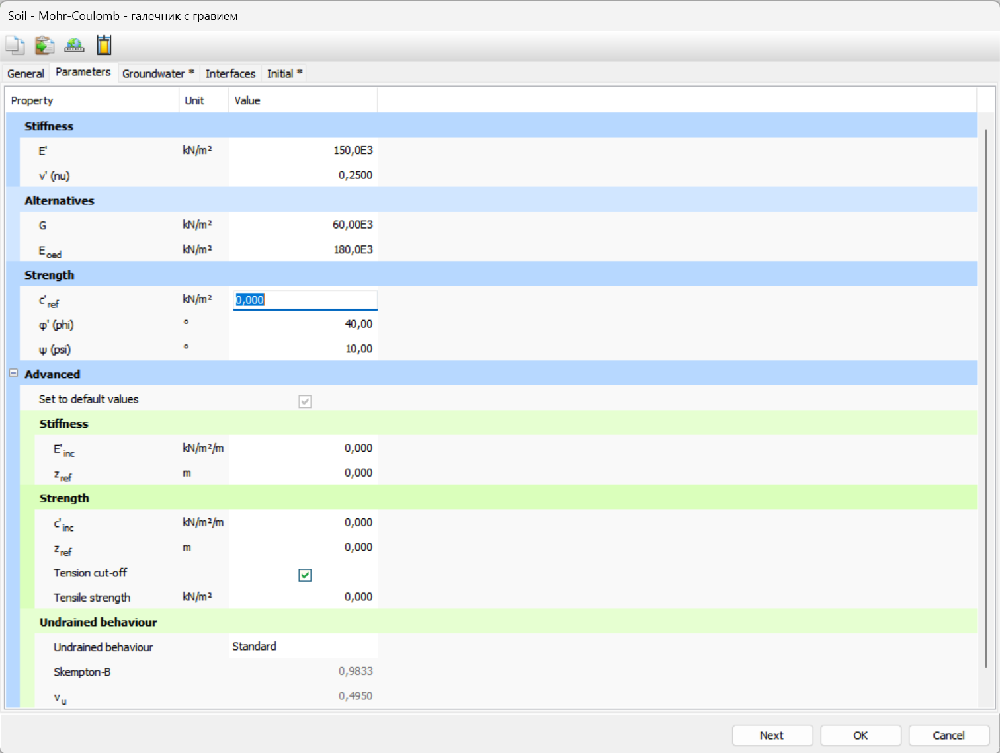 Soil - Mohr-Coulomb - галечник с гравием
General Parameters Groundwater * Interfaces Initial *
Property Unit Value
Stiffness
E' kN/m² 150,0E3
ν' (nu) 0,2500
Alternatives
G kN/m² 60,00E3
E oed kN/m² 180,0E3
Strength
c' ref kN/m² 0,000
φ' (phi) ° 40,00
ψ (psi) ° 10,00
Advanced
Set to default values
Stiffness
E' inc kN/m²/m 0,000
z ref m 0,000
Strength
c' inc kN/m²/m 0,000
z ref m 0,000
Tension cut-off
Tensile strength kN/m² 0,000
Undrained behaviour
Undrained behaviour Standard
Skempton-B 0,9833
ν u 0,4950
Next OK Cancel